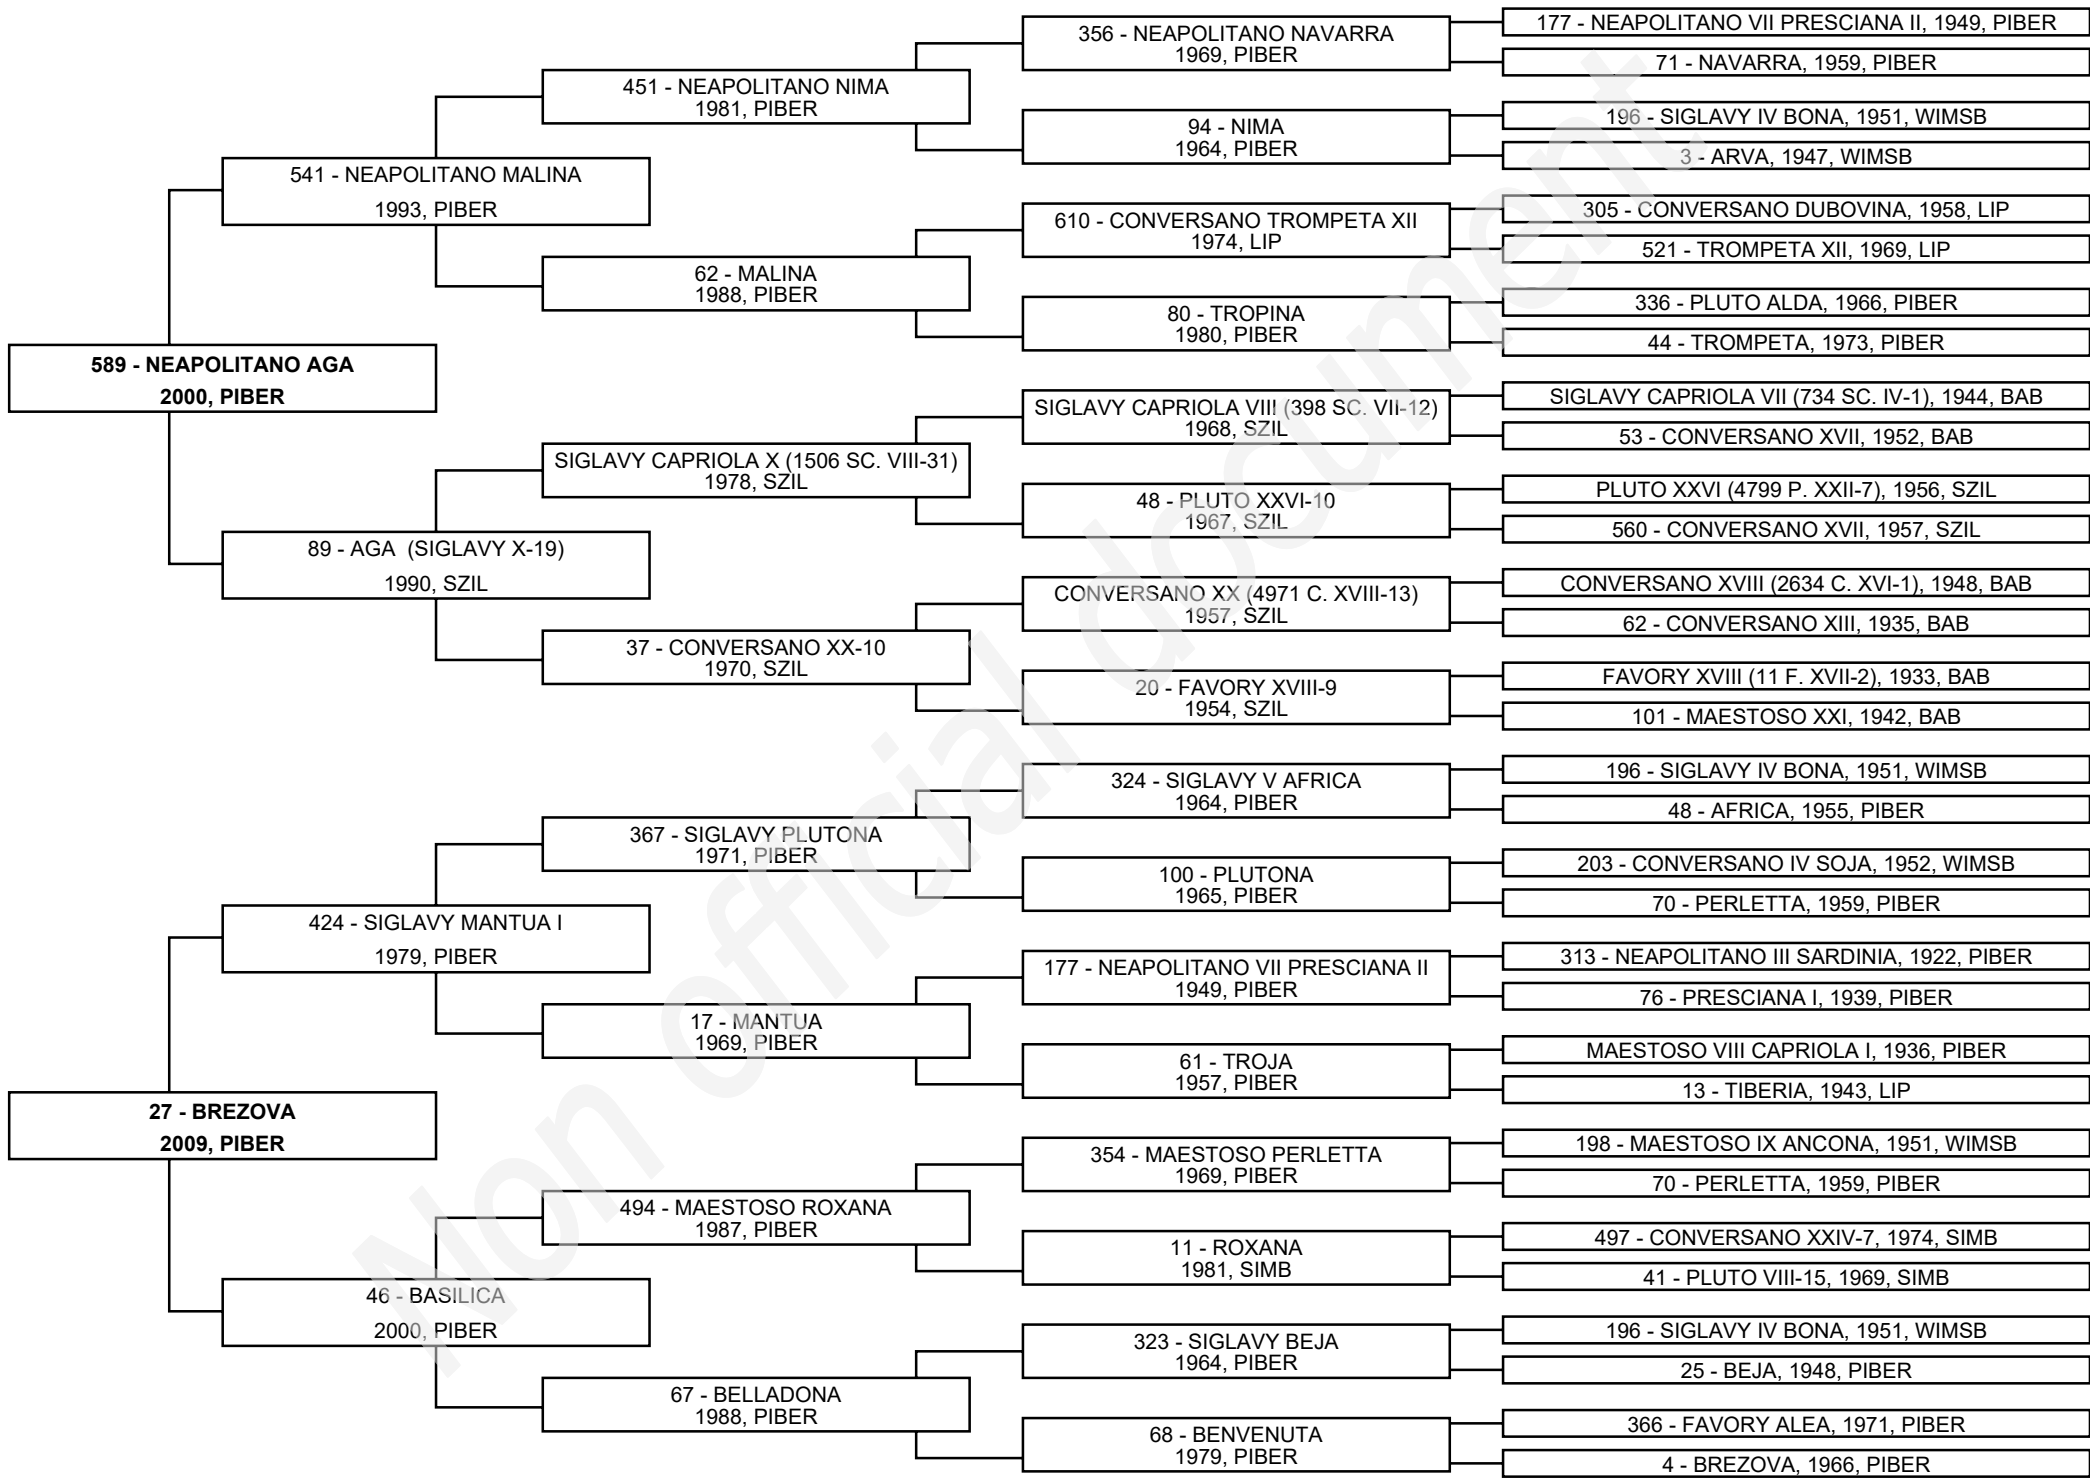 589 - NEAPOLITANO AGA
2000, PIBER
27 - BREZOVA
2009, PIBER
541 - NEAPOLITANO MALINA
1993, PIBER
89 - AGA (SIGLAVY X-19)
1990, SZIL
424 - SIGLAVY MANTUA I
1979, PIBER
46 - BASILICA
2000, PIBER
451 - NEAPOLITANO NIMA
1981, PIBER
62 - MALINA
1988, PIBER
SIGLAVY CAPRIOLA X (1506 SC. VIII-31)
1978, SZIL
37 - CONVERSANO XX-10
1970, SZIL
367 - SIGLAVY PLUTONA
1971, PIBER
17 - MANTUA
1969, PIBER
494 - MAESTOSO ROXANA
1987, PIBER
67 - BELLADONA
1988, PIBER
356 - NEAPOLITANO NAVARRA
1969, PIBER
94 - NIMA
1964, PIBER
610 - CONVERSANO TROMPETA XII
1974, LIP
80 - TROPINA
1980, PIBER
SIGLAVY CAPRIOLA VIII (398 SC. VII-12)
1968, SZIL
48 - PLUTO XXVI-10
1967, SZIL
CONVERSANO XX (4971 C. XVIII-13)
1957, SZIL
20 - FAVORY XVIII-9
1954, SZIL
324 - SIGLAVY V AFRICA
1964, PIBER
100 - PLUTONA
1965, PIBER
177 - NEAPOLITANO VII PRESCIANA II
1949, PIBER
61 - TROJA
1957, PIBER
354 - MAESTOSO PERLETTA
1969, PIBER
11 - ROXANA
1981, SIMB
323 - SIGLAVY BEJA
1964, PIBER
68 - BENVENUTA
1979, PIBER
177 - NEAPOLITANO VII PRESCIANA II, 1949, PIBER
71 - NAVARRA, 1959, PIBER
196 - SIGLAVY IV BONA, 1951, WIMSB
3 - ARVA, 1947, WIMSB
305 - CONVERSANO DUBOVINA, 1958, LIP
521 - TROMPETA XII, 1969, LIP
336 - PLUTO ALDA, 1966, PIBER
44 - TROMPETA, 1973, PIBER
SIGLAVY CAPRIOLA VII (734 SC. IV-1), 1944, BAB
53 - CONVERSANO XVII, 1952, BAB
PLUTO XXVI (4799 P. XXII-7), 1956, SZIL
560 - CONVERSANO XVII, 1957, SZIL
CONVERSANO XVIII (2634 C. XVI-1), 1948, BAB
62 - CONVERSANO XIII, 1935, BAB
FAVORY XVIII (11 F. XVII-2), 1933, BAB
101 - MAESTOSO XXI, 1942, BAB
196 - SIGLAVY IV BONA, 1951, WIMSB
48 - AFRICA, 1955, PIBER
203 - CONVERSANO IV SOJA, 1952, WIMSB
70 - PERLETTA, 1959, PIBER
313 - NEAPOLITANO III SARDINIA, 1922, PIBER
76 - PRESCIANA I, 1939, PIBER
MAESTOSO VIII CAPRIOLA I, 1936, PIBER
13 - TIBERIA, 1943, LIP
198 - MAESTOSO IX ANCONA, 1951, WIMSB
70 - PERLETTA, 1959, PIBER
497 - CONVERSANO XXIV-7, 1974, SIMB
41 - PLUTO VIII-15, 1969, SIMB
196 - SIGLAVY IV BONA, 1951, WIMSB
25 - BEJA, 1948, PIBER
366 - FAVORY ALEA, 1971, PIBER
4 - BREZOVA, 1966, PIBER
Non official document